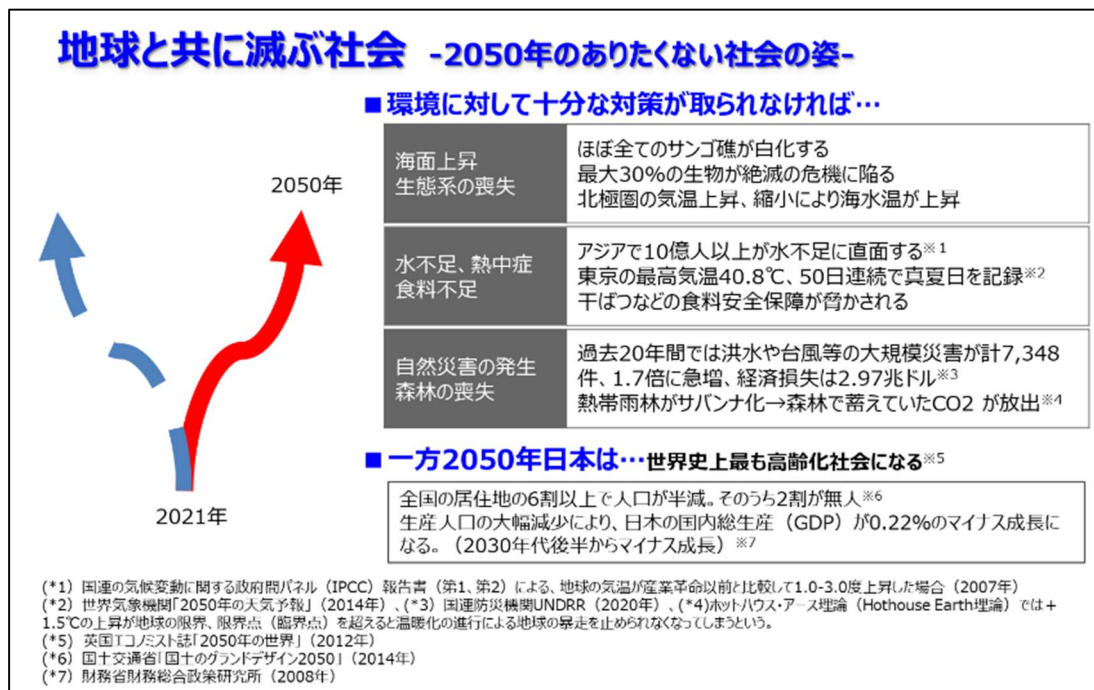 地球と共に滅ぶ社会 -2050年のありたくない社会の姿-
■環境に対して十分な対策が取られなければ…
2050年
海面上昇
生態系の喪失
ほぼ全てのサンゴ礁が白化する
最大30%の生物が絶滅の危機に陥る
北極圏の気温上昇、縮小により海水温が上昇
水不足、熱中症
食料不足
アジアで10億人以上が水不足に直面する※1
東京の最高気温40.8℃、50日連続で真夏日を記録※2
干ばつなどの食料安全保障が脅かされる
自然災害の発生
森林の喪失
過去20年間では洪水や台風等の大規模災害が計7,348
件、1.7倍に急増、経済損失は2.97兆ドル※3
熱帯雨林がサバンナ化→森林で蓄えていたCO2 が放出※4
2021年
■一方2050年日本は…世界史上最も高齢化社会になる※5
全国の居住地の6割以上で人口が半減。そのうち2割が無人※6
生産人口の大幅減少により、日本の国内総生産（GDP）が0.22%のマイナス成長に
なる。（2030年代後半からマイナス成長）※7
(*1) 国連の気候変動に関する政府間パネル（IPCC）報告書（第1、第2）による、地球の気温が産業革命以前と比較して1.0-3.0度上昇した場合（2007年）
(*2) 世界気象機関「2050年の天気予報」（2014年）、(*3) 国連防災機関UNDRR（2020年）、(*4)ホットハウス・アース理論（Hothouse Earth理論）では＋
1.5℃の上昇が地球の限界、限界点（臨界点）を超えると温暖化の進行による地球の暴走を止められなくなってしまうという。
(*5) 英国エコノミスト誌「2050年の世界」（2012年）
(*6) 国土交通省「国土のグランドデザイン2050」（2014年）
(*7) 財務省財務総合政策研究所（2008年）